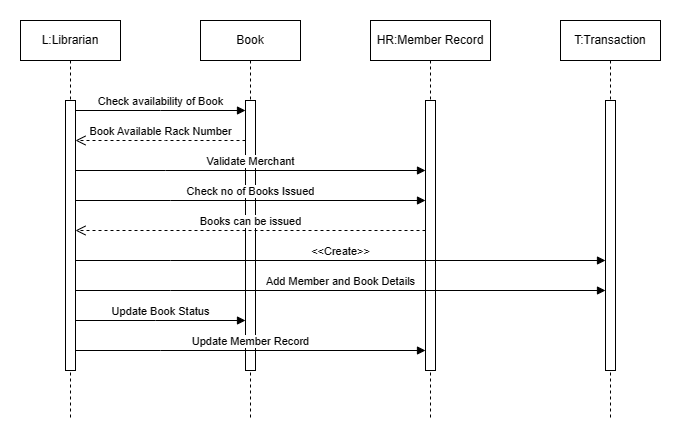 L:Librarian
Book
HR:Member Record
T:Transaction
Check availability of Book
Book Available Rack Number
Validate Merchant
Check no of Books Issued
Books can be issued
<<Create>>
Add Member and Book Details
Update Book Status
Update Member Record